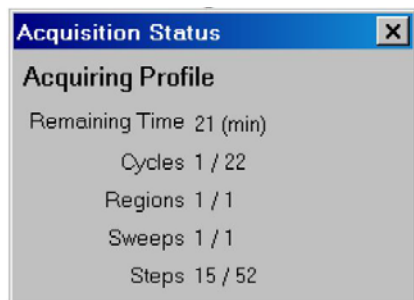 Acquisition Status
Acquiring Profile
Remaining Time 21 (min)
Cycles 1 / 22
Regions 1 / 1
Sweeps 1 / 1
Steps 15 / 52